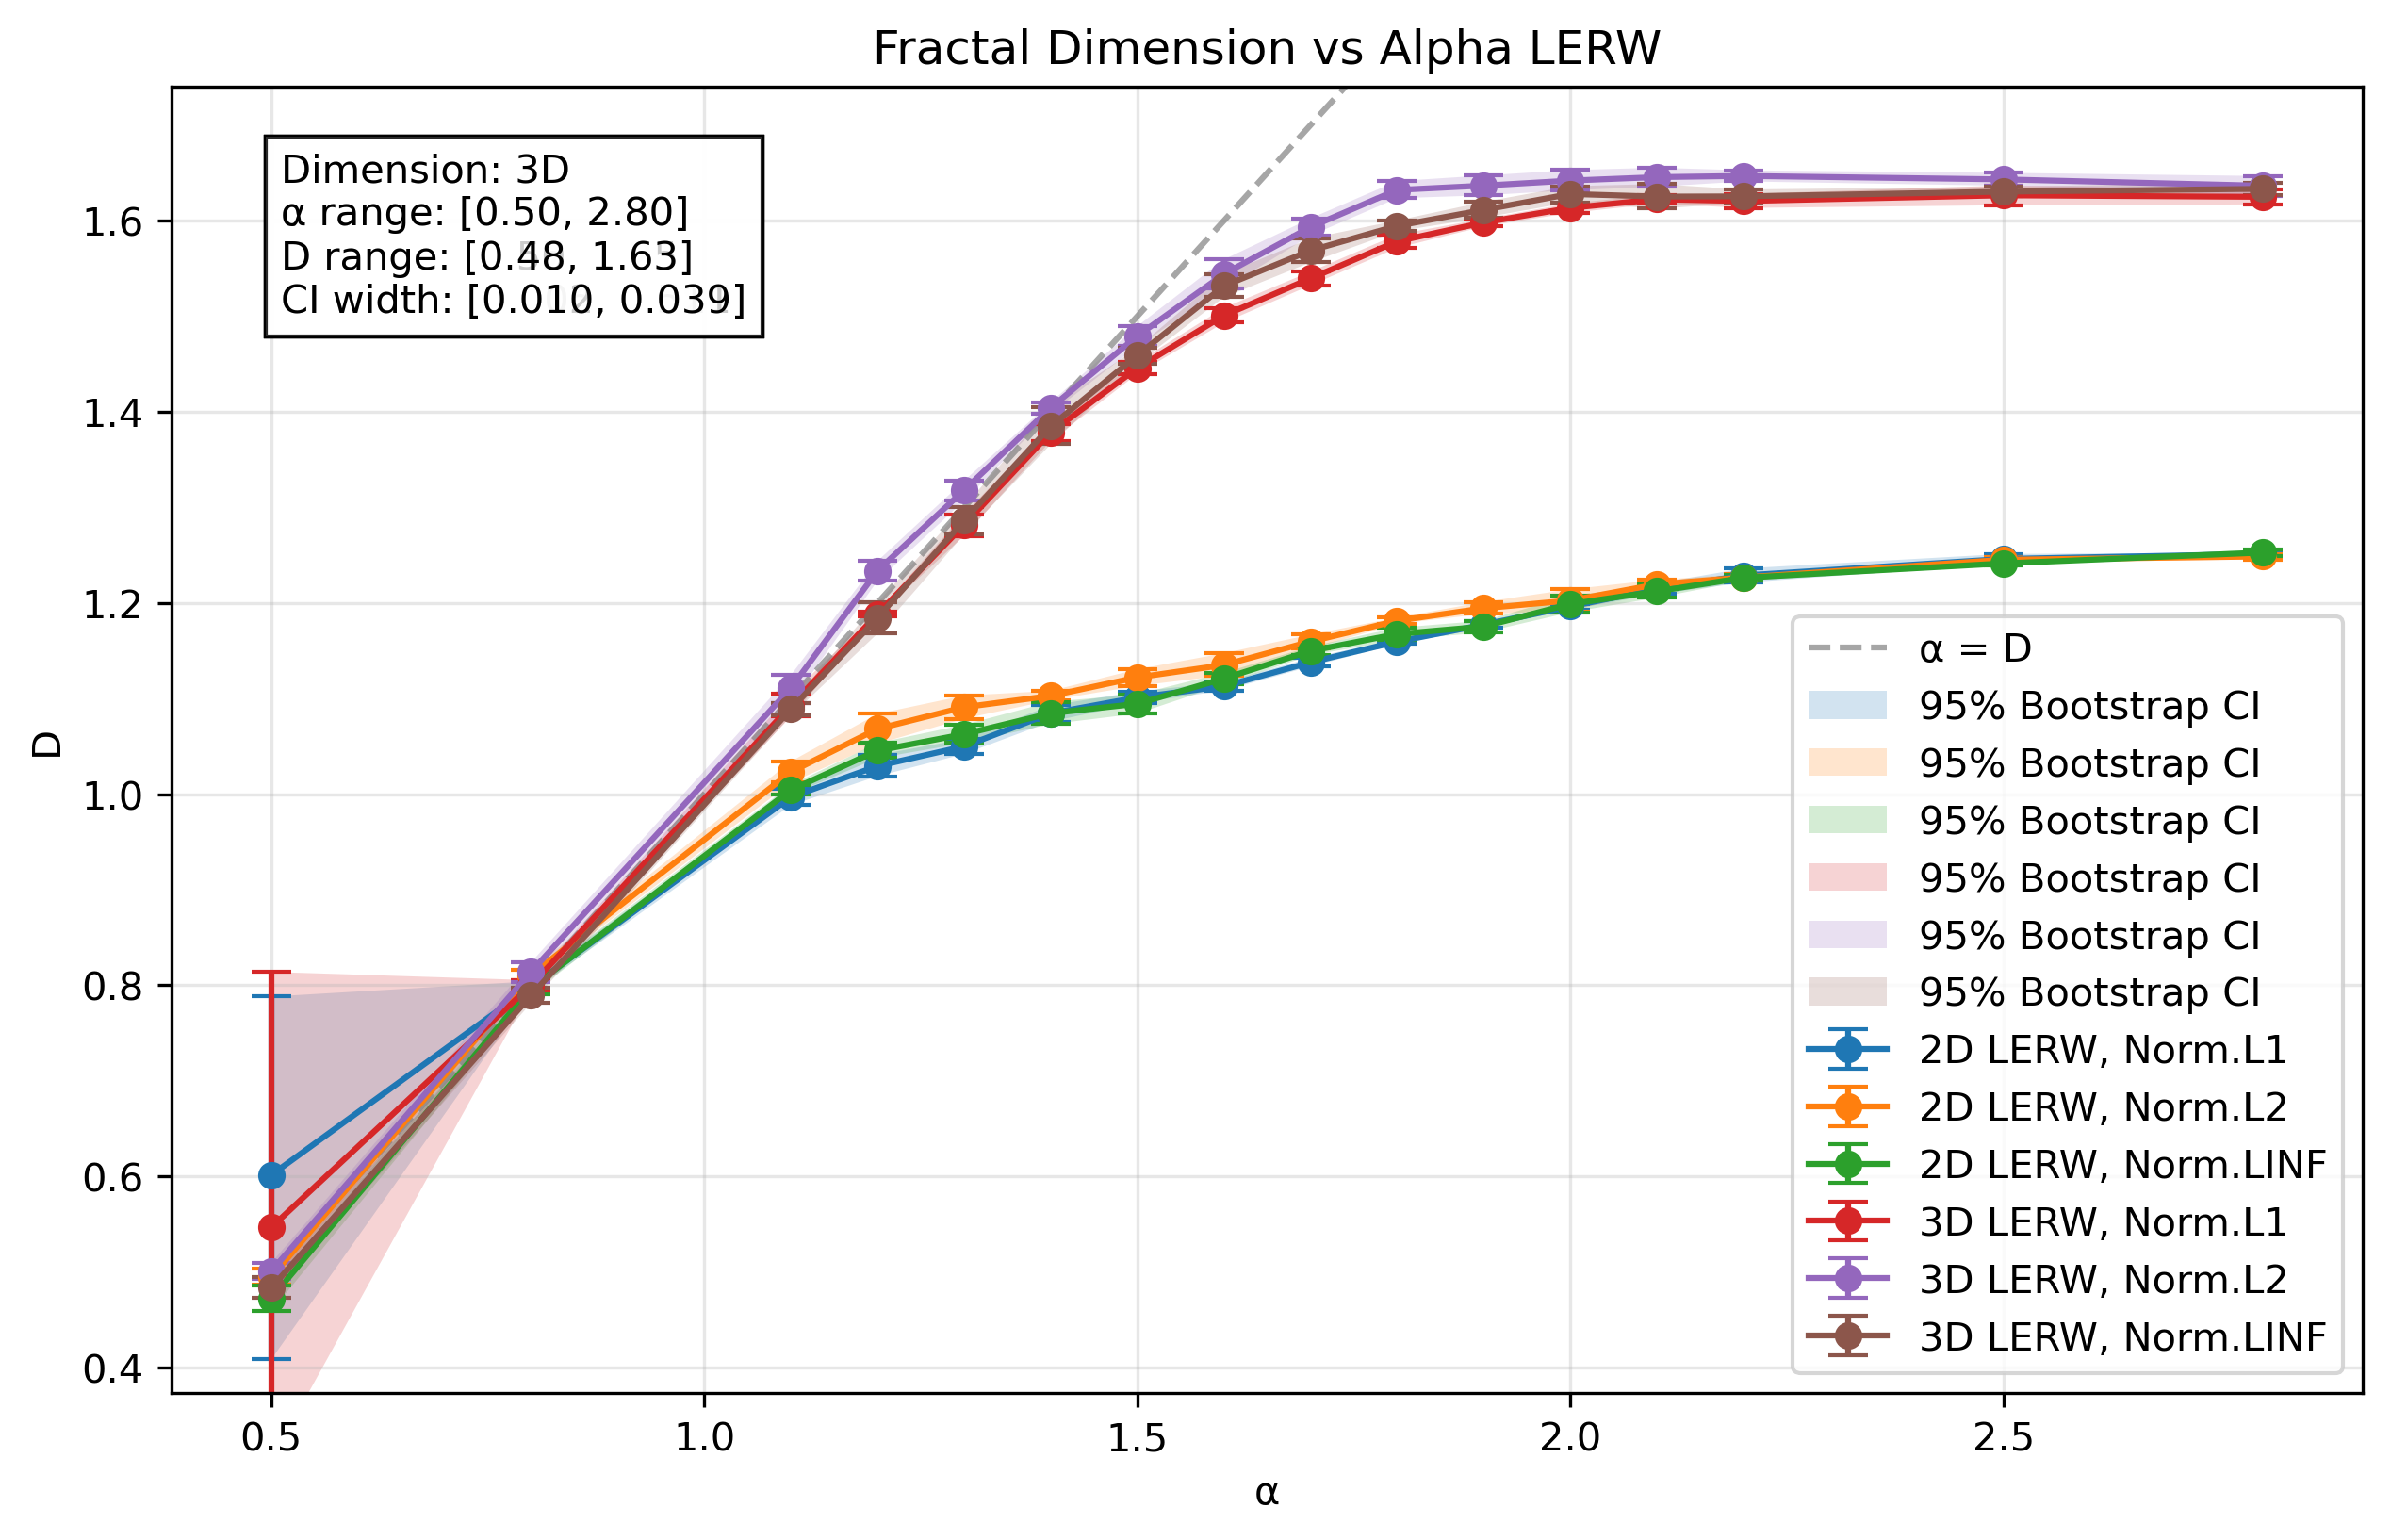 Fractal Dimension vs Alpha LERW
Dimension: 3D
α range: [0.50, 2.80]
D range: [0.48, 1.63]
CI width: [0.010, 0.039]
D
1.6
1.4
1.2
1.0
0.8
0.6
0.4
α = D
95% Bootstrap CI
95% Bootstrap CI
95% Bootstrap CI
95% Bootstrap CI
95% Bootstrap CI
95% Bootstrap CI
2D LERW, Norm.L1
2D LERW, Norm.L2
2D LERW, Norm.LINF
3D LERW, Norm.L1
3D LERW, Norm.L2
3D LERW, Norm.LINF
0.5
1.0
1.5
2.0
2.5
α